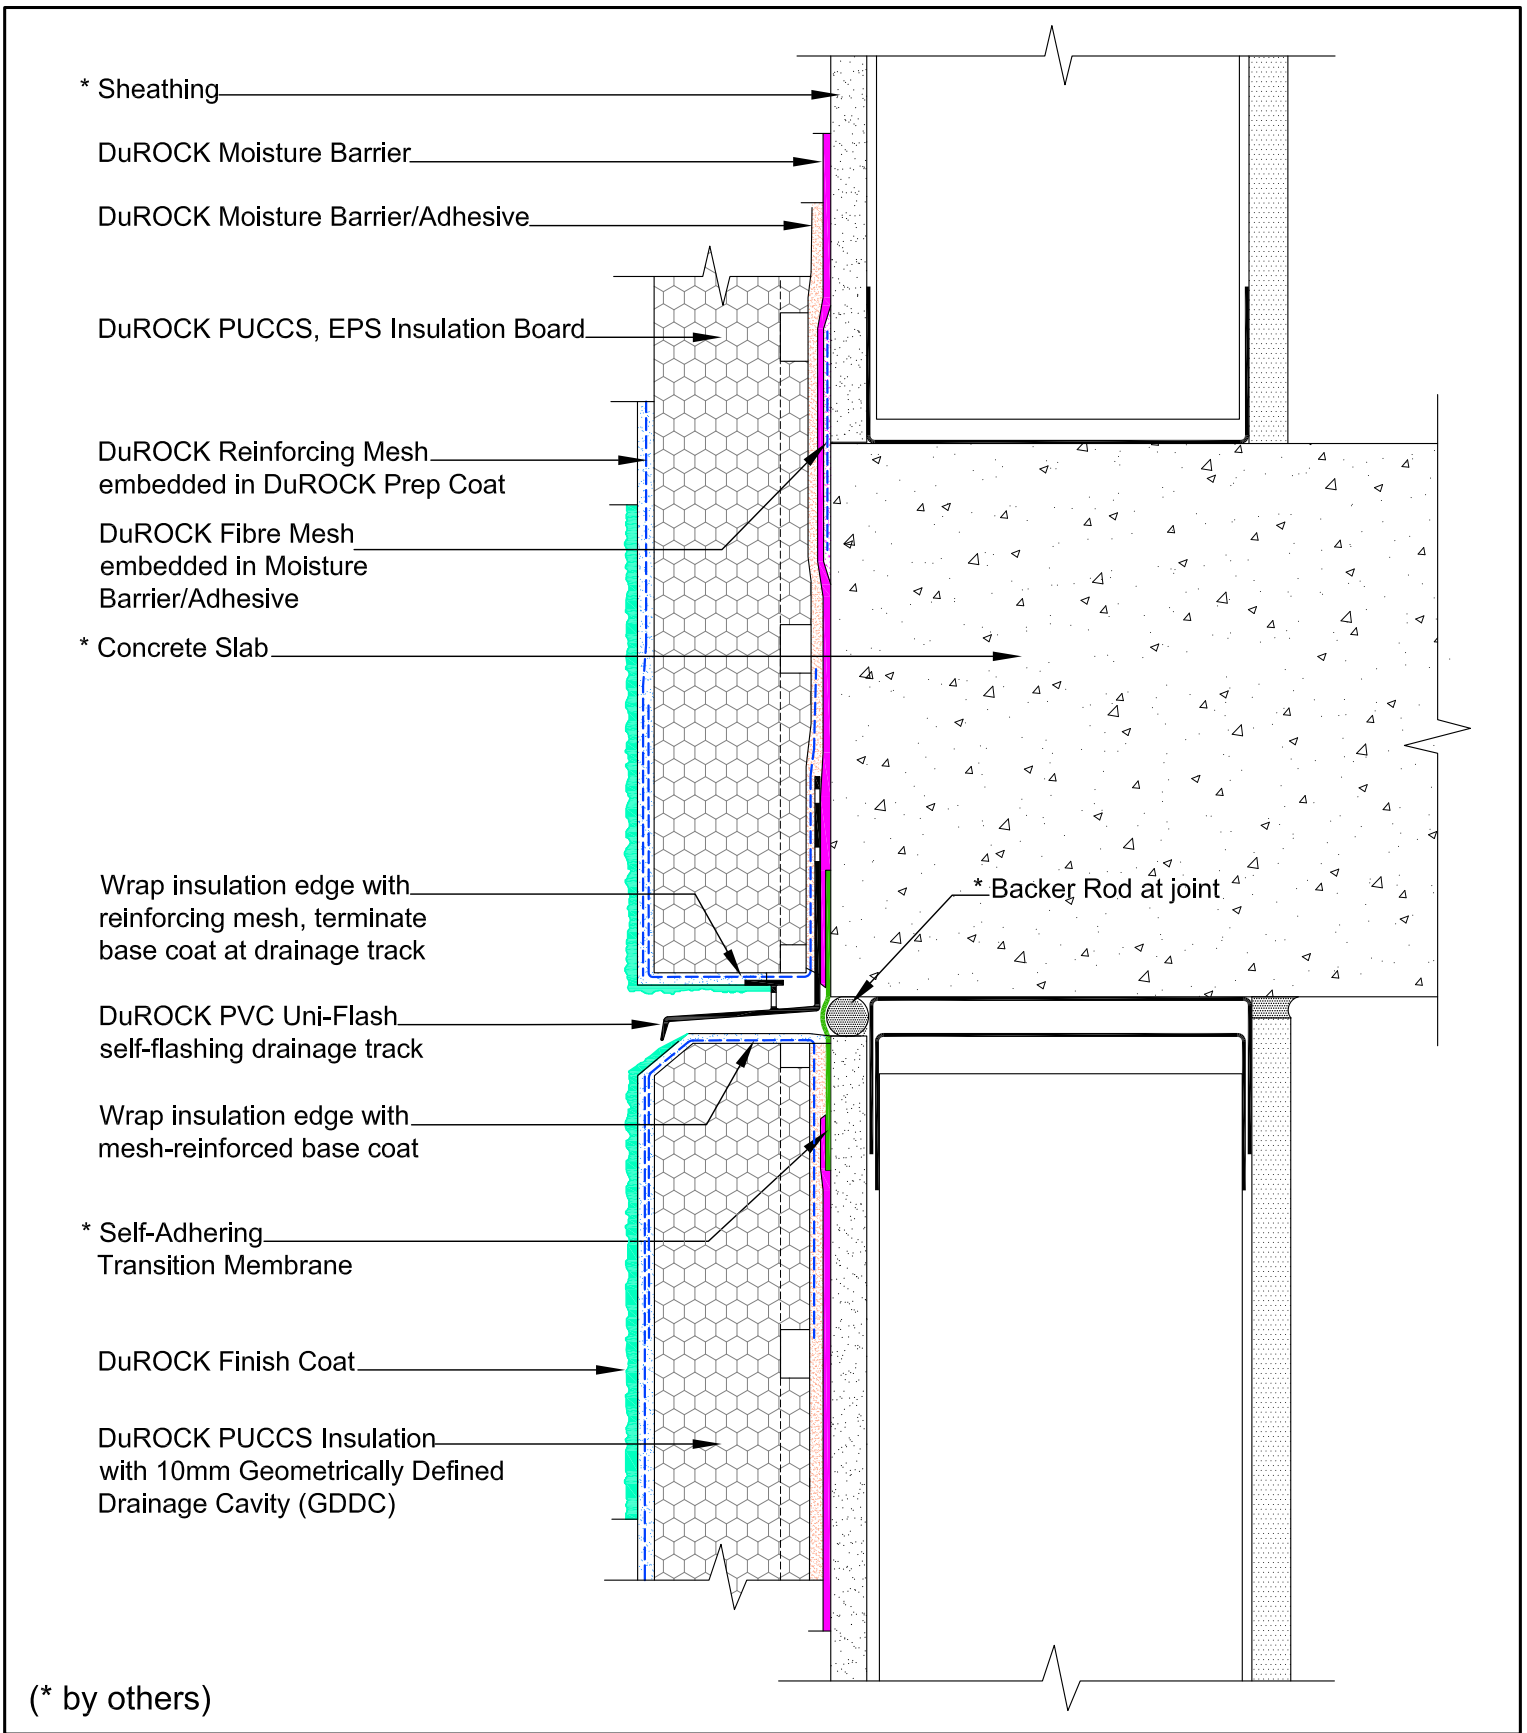 * Sheathing
DuROCK Moisture Barrier
DuROCK Moisture Barrier/Adhesive
DuROCK PUCCS, EPS Insulation Board
DuROCK Reinforcing Mesh
embedded in DuROCK Prep Coat
DuROCK Fibre Mesh
embedded in Moisture
Barrier/Adhesive
* Concrete Slab
Wrap insulation edge with
reinforcing mesh, terminate
base coat at drainage track
* Backer Rod at joint
DuROCK PVC Uni-Flash
self-flashing drainage track
Wrap insulation edge with
mesh-reinforced base coat
* Self-Adhering
Transition Membrane
DuROCK Finish Coat
DuROCK PUCCS Insulation
with 10mm Geometrically Defined
Drainage Cavity (GDDC)
(* by others)